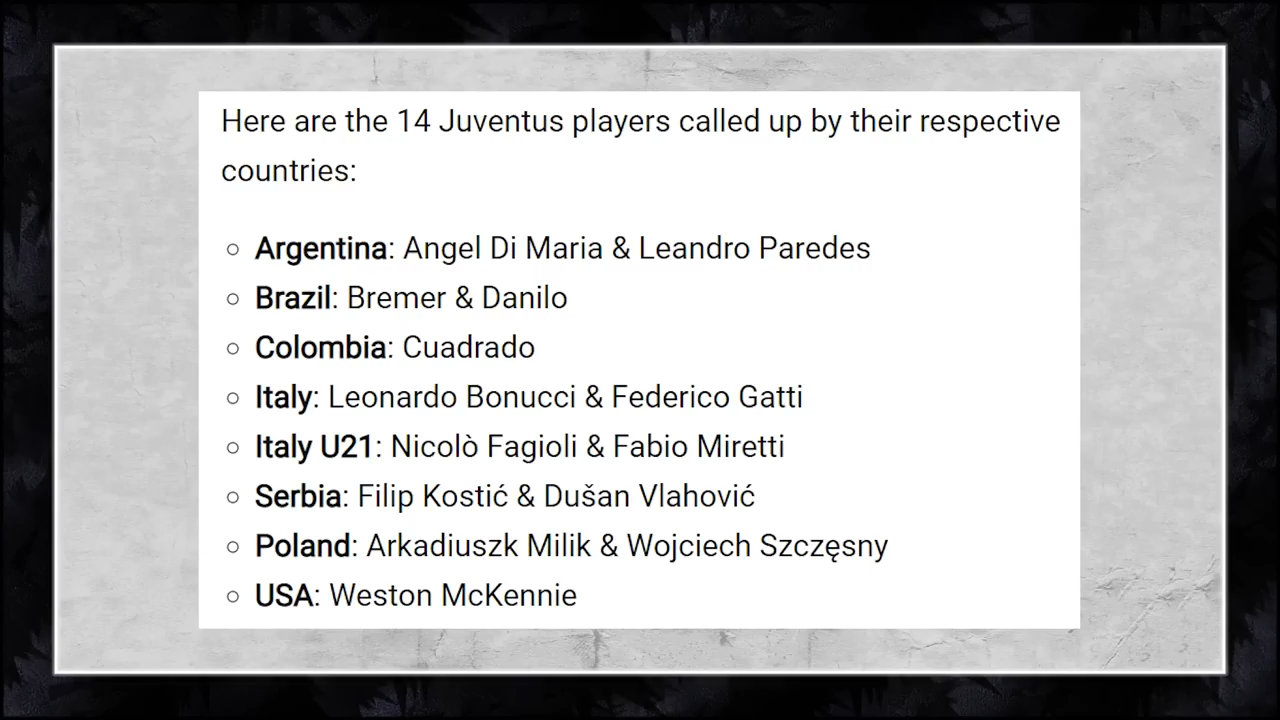 Here are the 14 Juventus players called up by their respective
countries:
Argentina: Angel Di Maria & Leandro Paredes
Brazil: Bremer & Danilo
Colombia: Cuadrado
Italy: Leonardo Bonucci & Federico Gatti
Italy U21: Nicolò Fagioli & Fabio Miretti
Serbia: Filip Kostić & Dušan Vlahović
Poland: Arkadiuszk Milik & Wojciech Szczęsny
USA: Weston McKennie